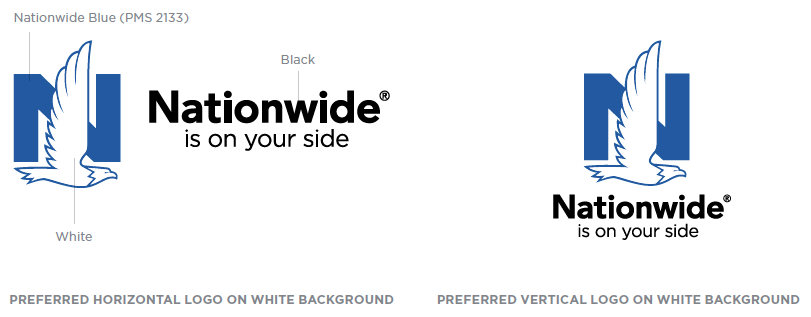 Nationwide Blue (PMS 2133)
Black
N
Nationwide®
is on your side
White
PREFERRED HORIZONTAL LOGO ON WHITE BACKGROUND
N
Nationwide®
is on your side
PREFERRED VERTICAL LOGO ON WHITE BACKGROUND